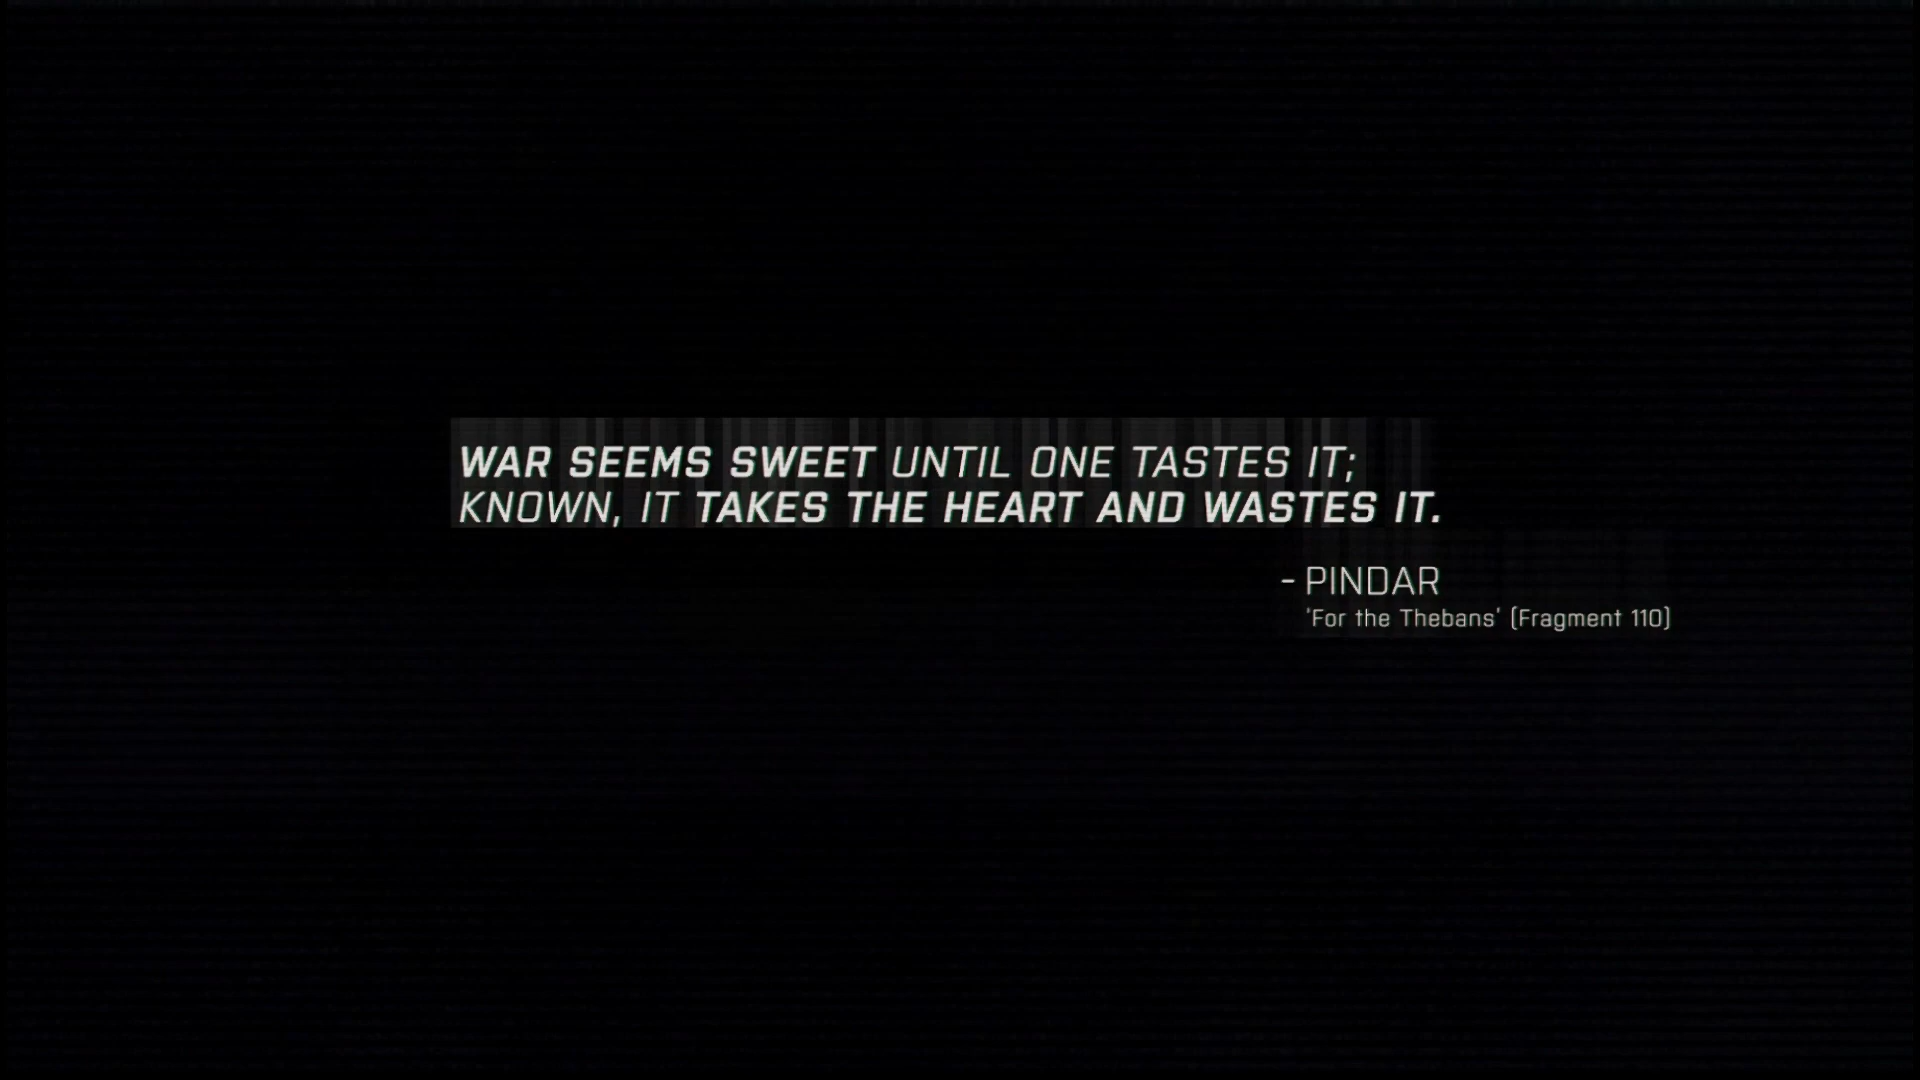 WAR SEEMS SWEET UNTIL ONE TASTES IT;
KNOWN, IT TAKES THE HEART AND WASTES IT.
- PINDAR
'For the Thebans' (Fragment 110)